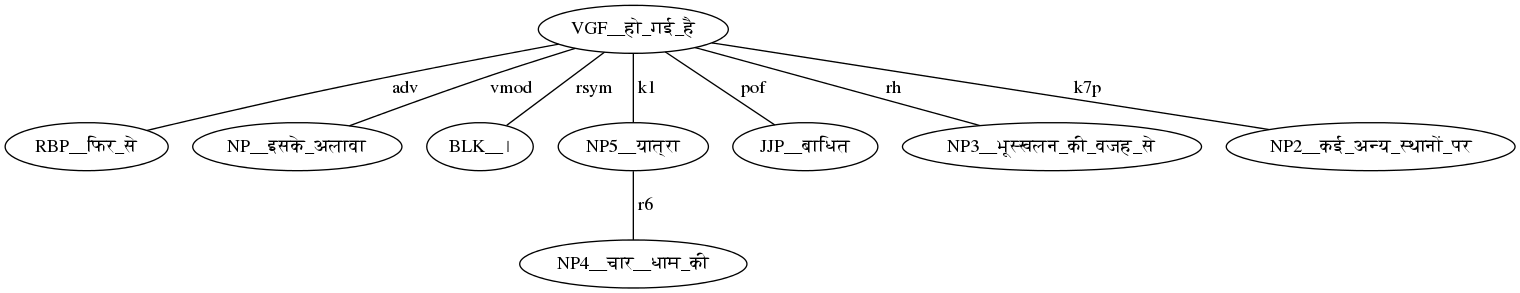 VGF__हो_गई_है
adv vmod rsym k1 pof rh k7p
RBP__फिर_से NP__इसके_अलावा BLK__। NP5__यात्रा JJP__बाधित NP3__भूस्खलन_की_वजह_से NP2__कई_अन्य_स्थानों_पर
r6
NP4__चार__धाम_की